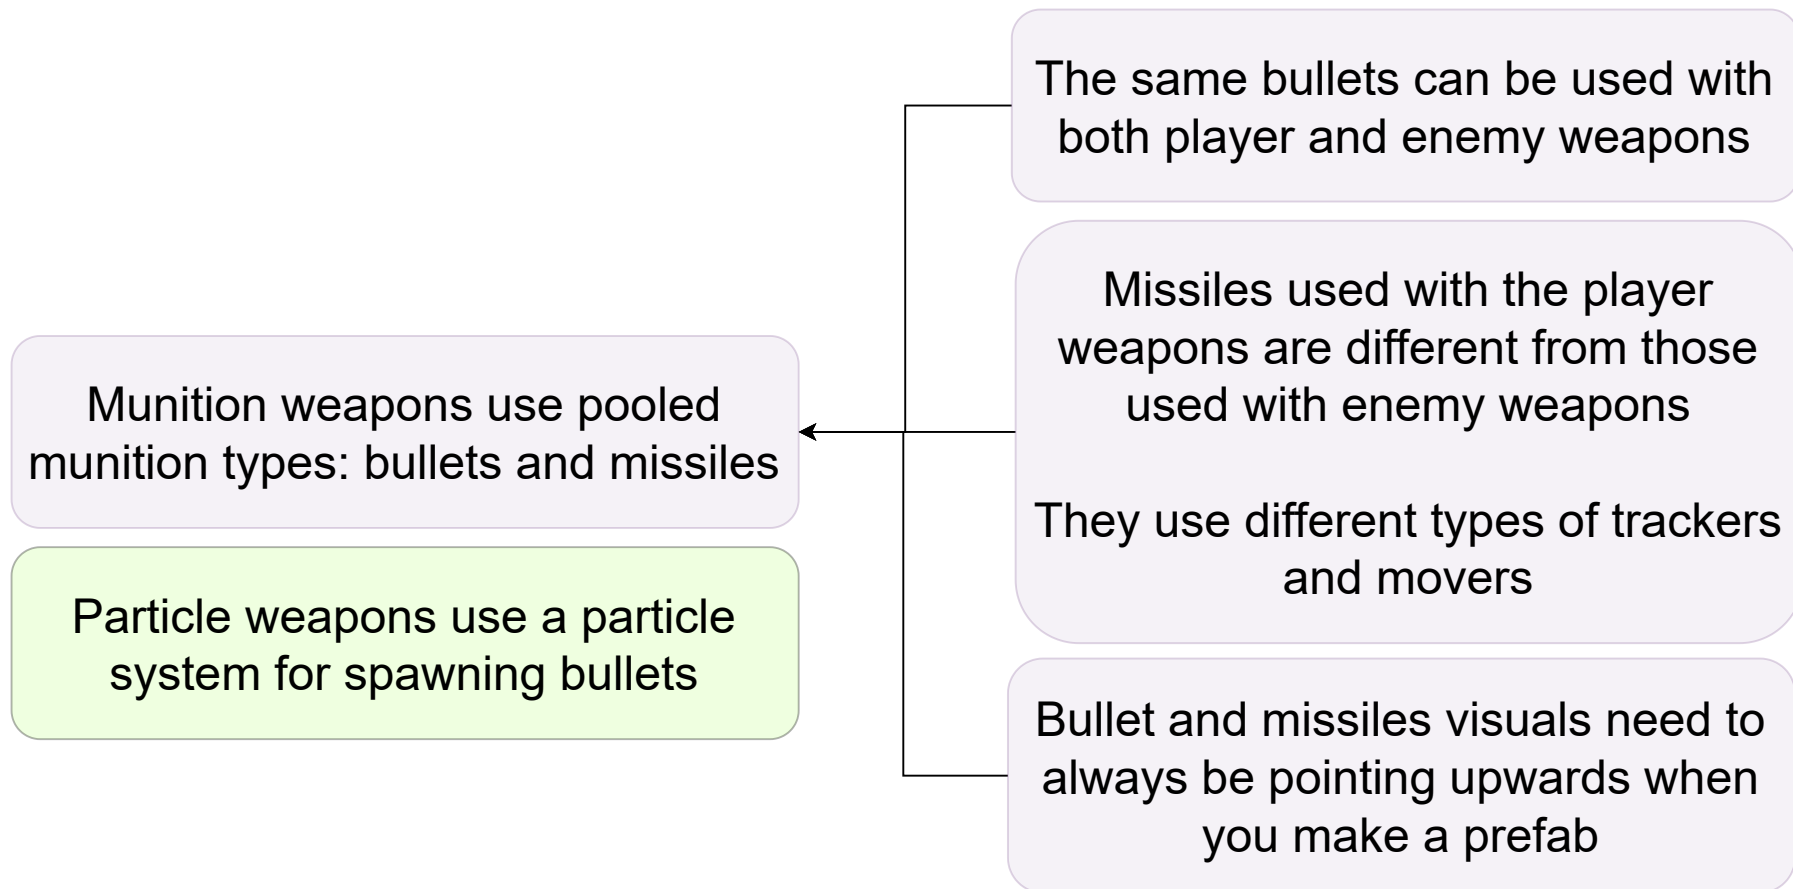 The same bullets can be used with
both player and enemy weapons
Missiles used with the player
weapons are different from those
used with enemy weapons
They use different types of trackers
and movers
Munition weapons use pooled
munition types: bullets and missiles
Particle weapons use a particle
system for spawning bullets
Bullet and missiles visuals need to
always be pointing upwards when
you make a prefab